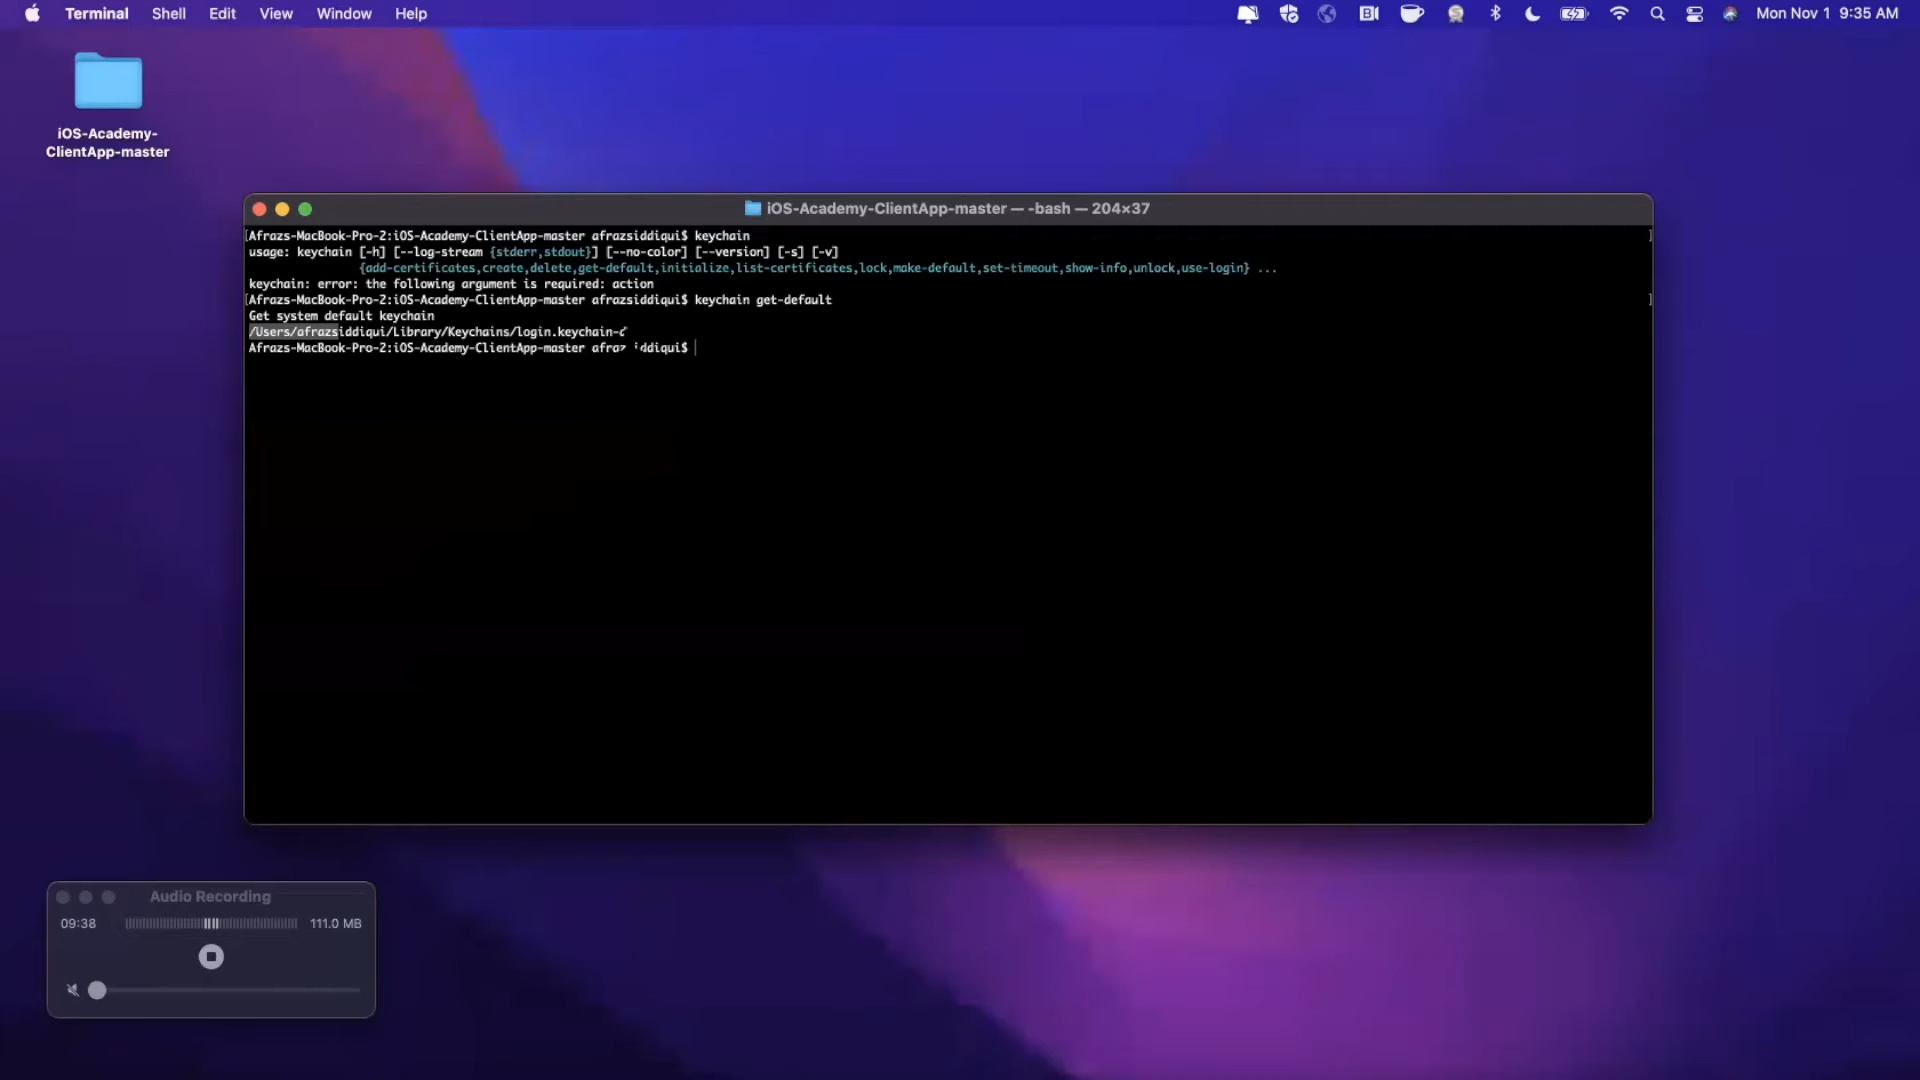 Terminal Shell Edit View Window Help Mon Nov 1 9:35 AM
iOS-Academy-
ClientApp-master
iOS-Academy-ClientApp-master — -bash — 204×37
[Afrazs-MacBook-Pro-2:iOS-Academy-ClientApp-master afrazsiddiqui$ keychain ]
usage: keychain [-h] [--log-stream {stderr,stdout}] [--no-color] [--version] [-s] [-v]
{add-certificates,create,delete,get-default,initialize,list-certificates,lock,make-default,set-timeout,show-info,unlock,use-login} ...
keychain: error: the following argument is required: action
[Afrazs-MacBook-Pro-2:iOS-Academy-ClientApp-master afrazsiddiqui$ keychain get-default ]
Get system default keychain
/Users/afrazsiddiqui/Library/Keychains/login.keychain-d
Afrazs-MacBook-Pro-2:iOS-Academy-ClientApp-master afrazsiddiqui$
Audio Recording
09:38 111.0 MB